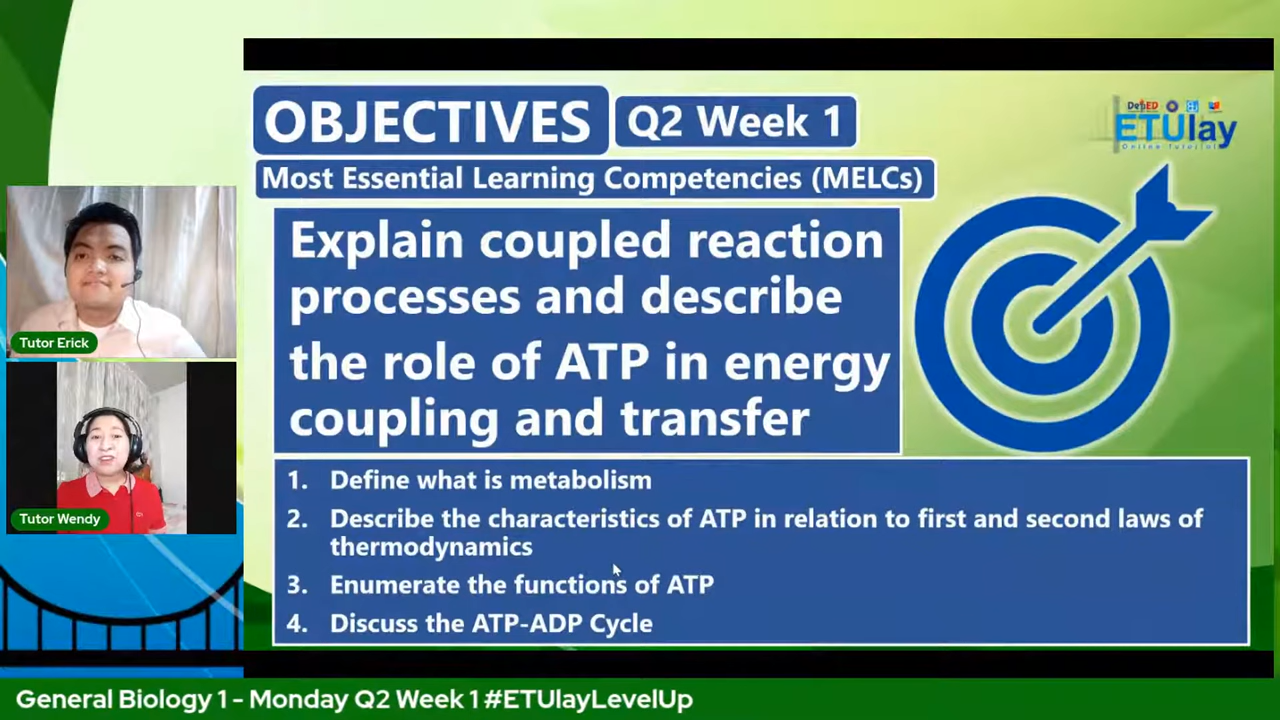 OBJECTIVES
Q2 Week 1
Most Essential Learning Competencies (MELCs)
DepED
ETUlay
Online Tutorial
Explain coupled reaction
processes and describe
the role of ATP in energy
coupling and transfer
Tutor Erick
Tutor Wendy
1. Define what is metabolism
2. Describe the characteristics of ATP in relation to first and second laws of
thermodynamics
3. Enumerate the functions of ATP
4. Discuss the ATP-ADP Cycle
General Biology 1 - Monday Q2 Week 1 #ETUlayLevelUp